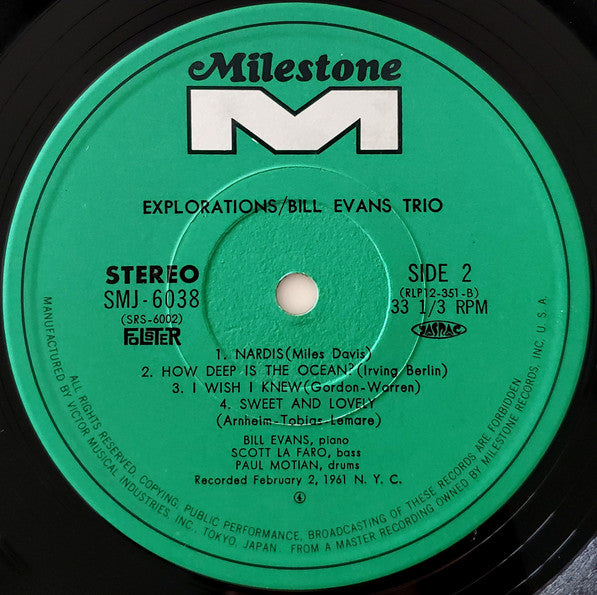 Milestone
M
EXPLORATIONS/BILL EVANS TRIO
STEREO
SMJ-6038
(SRS-6002)
SIDE 2
(RLP12-351-B)
33 1/3 RPM
JASRAC
1. NARDIS(Miles Davis)
2. HOW DEEP IS THE OCEAN?(Irving Berlin)
3. I WISH I KNEW(Gordon-Warren)
4. SWEET AND LOVELY
(Arnheim-Tobias-Lemare)
BILL EVANS, piano
SCOTT LA FARO, bass
PAUL MOTIAN, drums
Recorded February 2, 1961 N. Y. C.
④
ALL RIGHTS RESERVED. COPYING, PUBLIC PERFORMANCE, BROADCASTING OF THESE RECORDS ARE FORBIDDEN
MANUFACTURED BY VICTOR MUSICAL INDUSTRIES, INC., TOKYO, JAPAN. FROM A MASTER RECORDING OWNED BY MILESTONE RECORDS, INC. U. S. A.